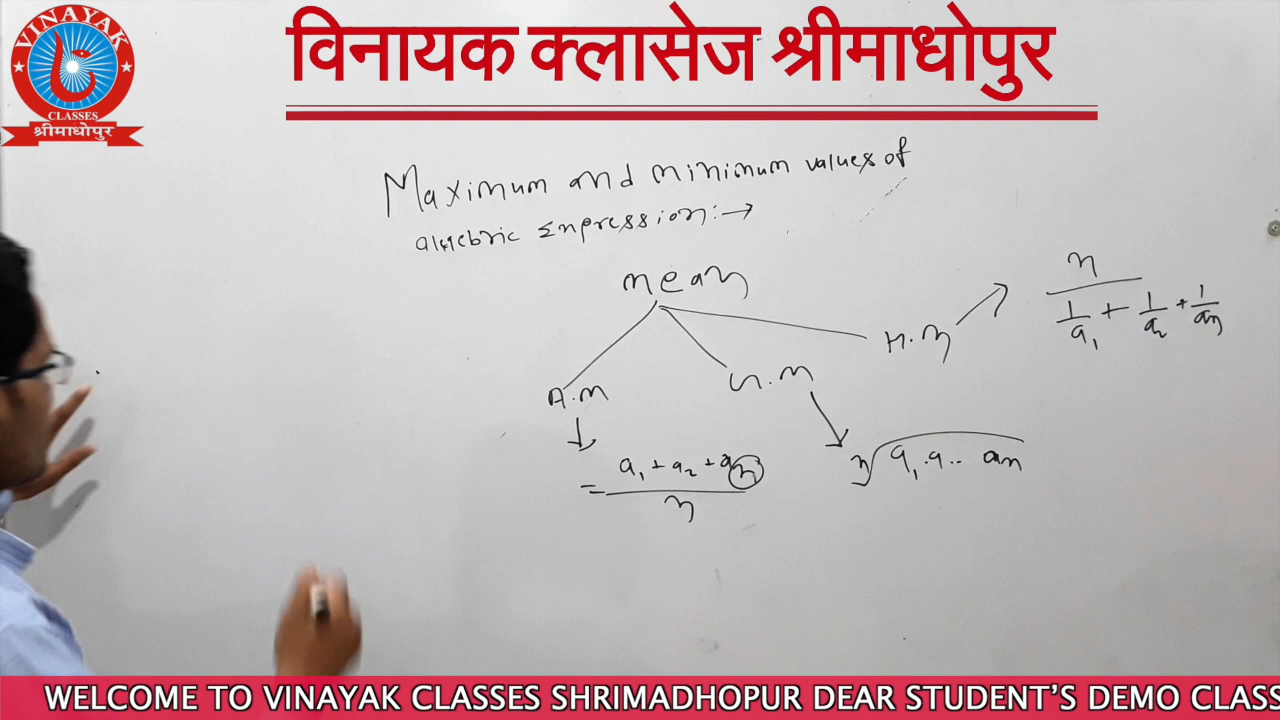 VINAYAK
CLASSES
श्रीमाधोपुर
विनायक क्लासेज श्रीमाधोपुर
Maximum and minimum values of
algebric Expression:→
mean
A.M
G.M
H.M
= a₁ + a₂ + aₙ / n
ⁿ√a₁.a.. aₙ
n / 1/a₁ + 1/a₂ + 1/aₙ
WELCOME TO VINAYAK CLASSES SHRIMADHOPUR DEAR STUDENT’S DEMO CLASS